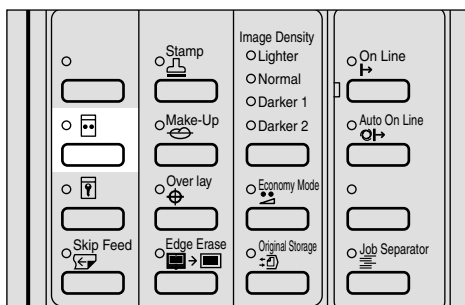 Stamp
Make-Up
Over lay
Skip Feed
Edge Erase
Image Density
Lighter
Normal
Darker 1
Darker 2
Economy Mode
Original Storage
On Line
Auto On Line
Job Separator